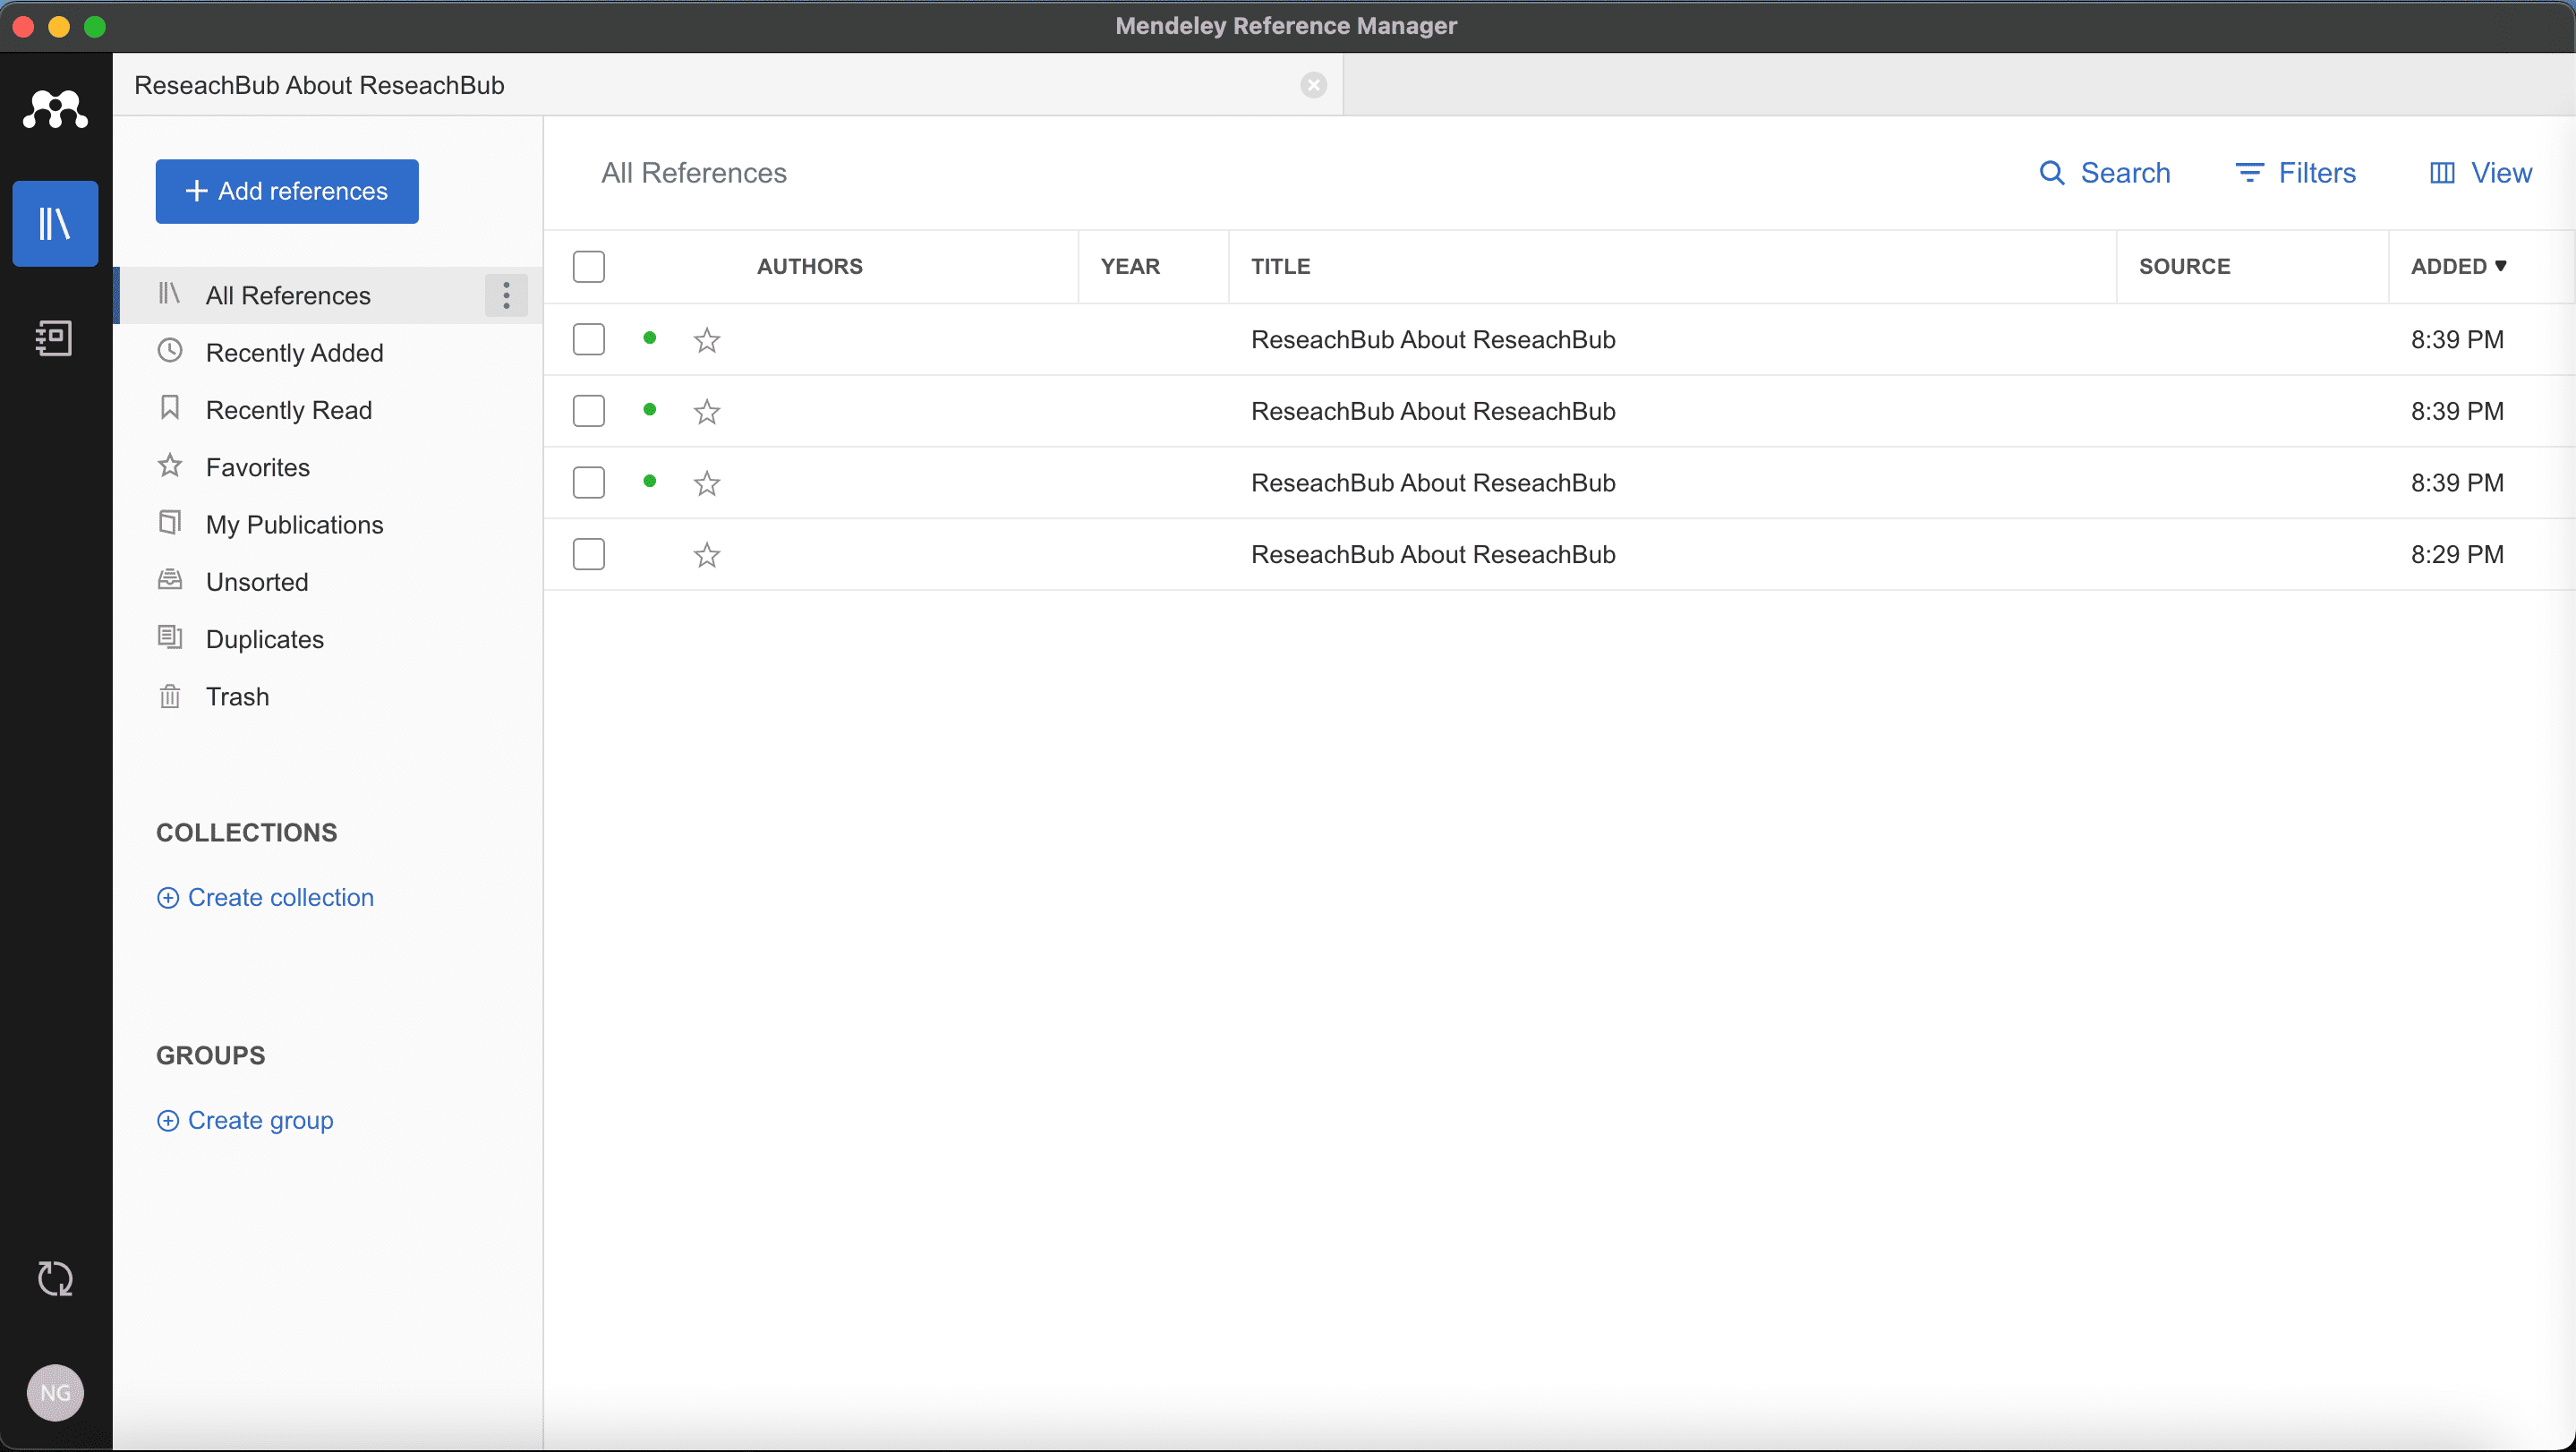 Mendeley Reference Manager
ReseachBub About ReseachBub
Add references
All References
Recently Added
Recently Read
Favorites
My Publications
Unsorted
Duplicates
Trash
COLLECTIONS
Create collection
GROUPS
Create group
NG
All References
Search
Filters
View
AUTHORS YEAR TITLE SOURCE ADDED
ReseachBub About ReseachBub 8:39 PM
ReseachBub About ReseachBub 8:39 PM
ReseachBub About ReseachBub 8:39 PM
ReseachBub About ReseachBub 8:29 PM